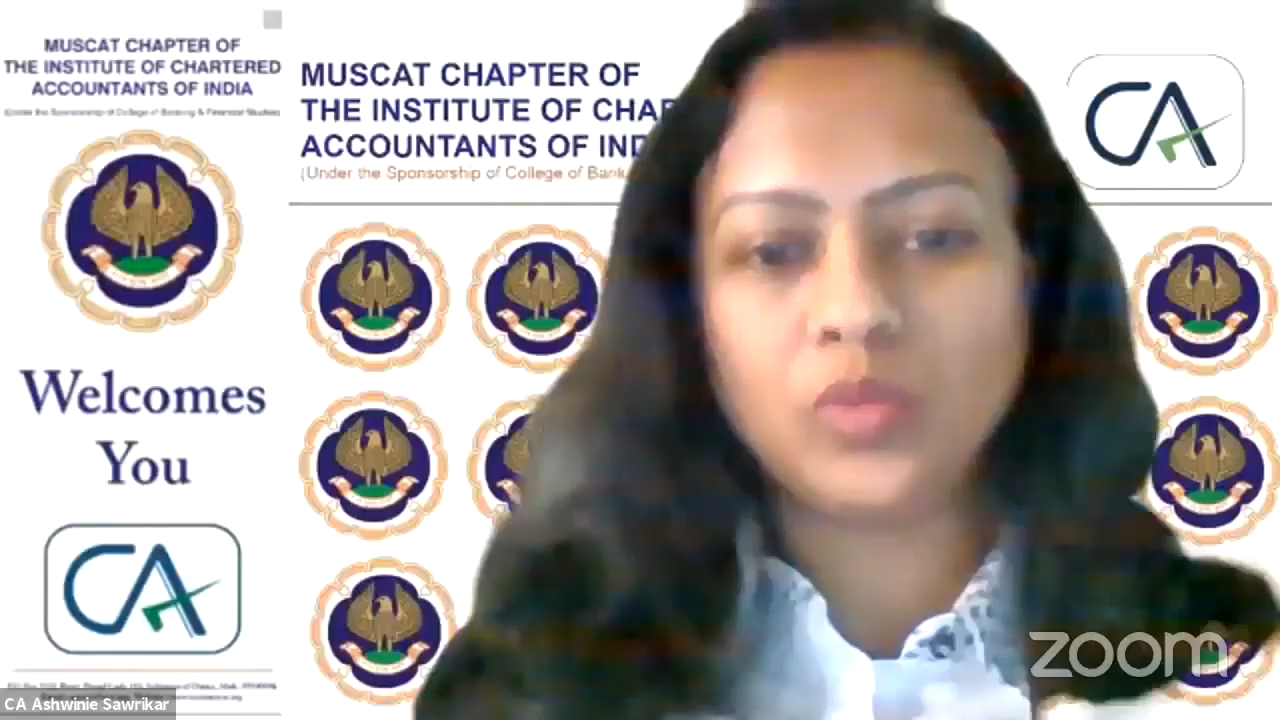 MUSCAT CHAPTER OF
THE INSTITUTE OF CHARTERED
ACCOUNTANTS OF INDIA
(Under the Sponsorship of College of Banking & Financial Studies)
Welcomes
You
CA
MUSCAT CHAPTER OF
THE INSTITUTE OF CHAR
ACCOUNTANTS OF IND
(Under the Sponsorship of College of Bank
CA
zoom
CA Ashwinie Sawrikar